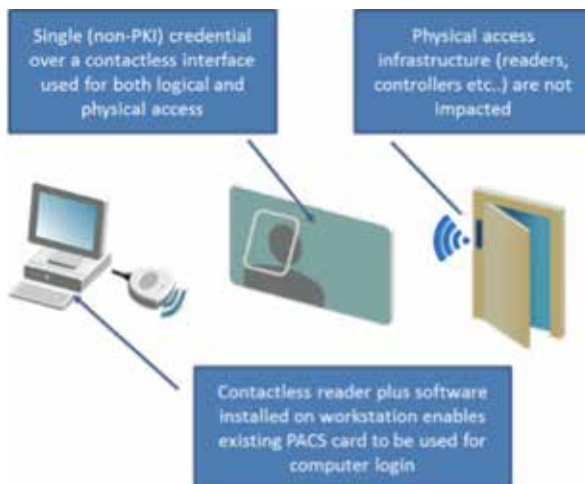 Single (non-PKI) credential
over a contactless interface
used for both logical and
physical access
Physical access
infrastructure (readers,
controllers etc..) are not
impacted
Contactless reader plus software
installed on workstation enables
existing PACS card to be used for
computer login